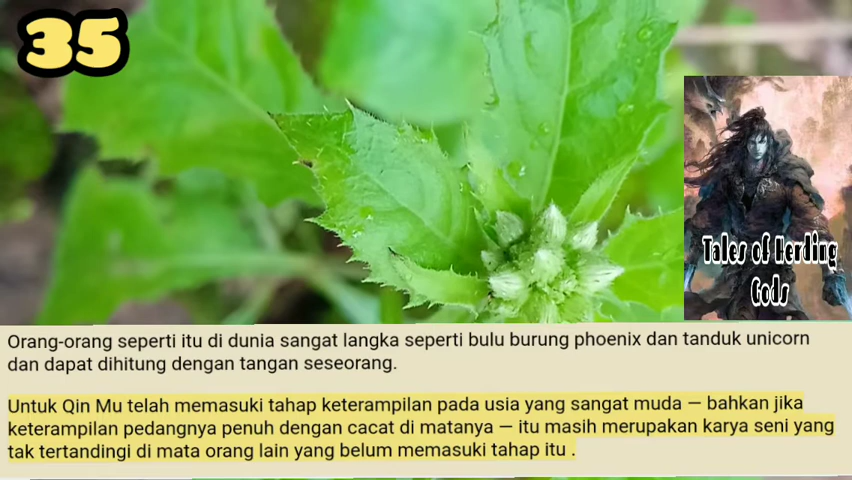 35
Tales of Herding
Gods
Orang-orang seperti itu di dunia sangat langka seperti bulu burung phoenix dan tanduk unicorn
dan dapat dihitung dengan tangan seseorang.
Untuk Qin Mu telah memasuki tahap keterampilan pada usia yang sangat muda — bahkan jika
keterampilan pedangnya penuh dengan cacat di matanya — itu masih merupakan karya seni yang
tak tertandingi di mata orang lain yang belum memasuki tahap itu .